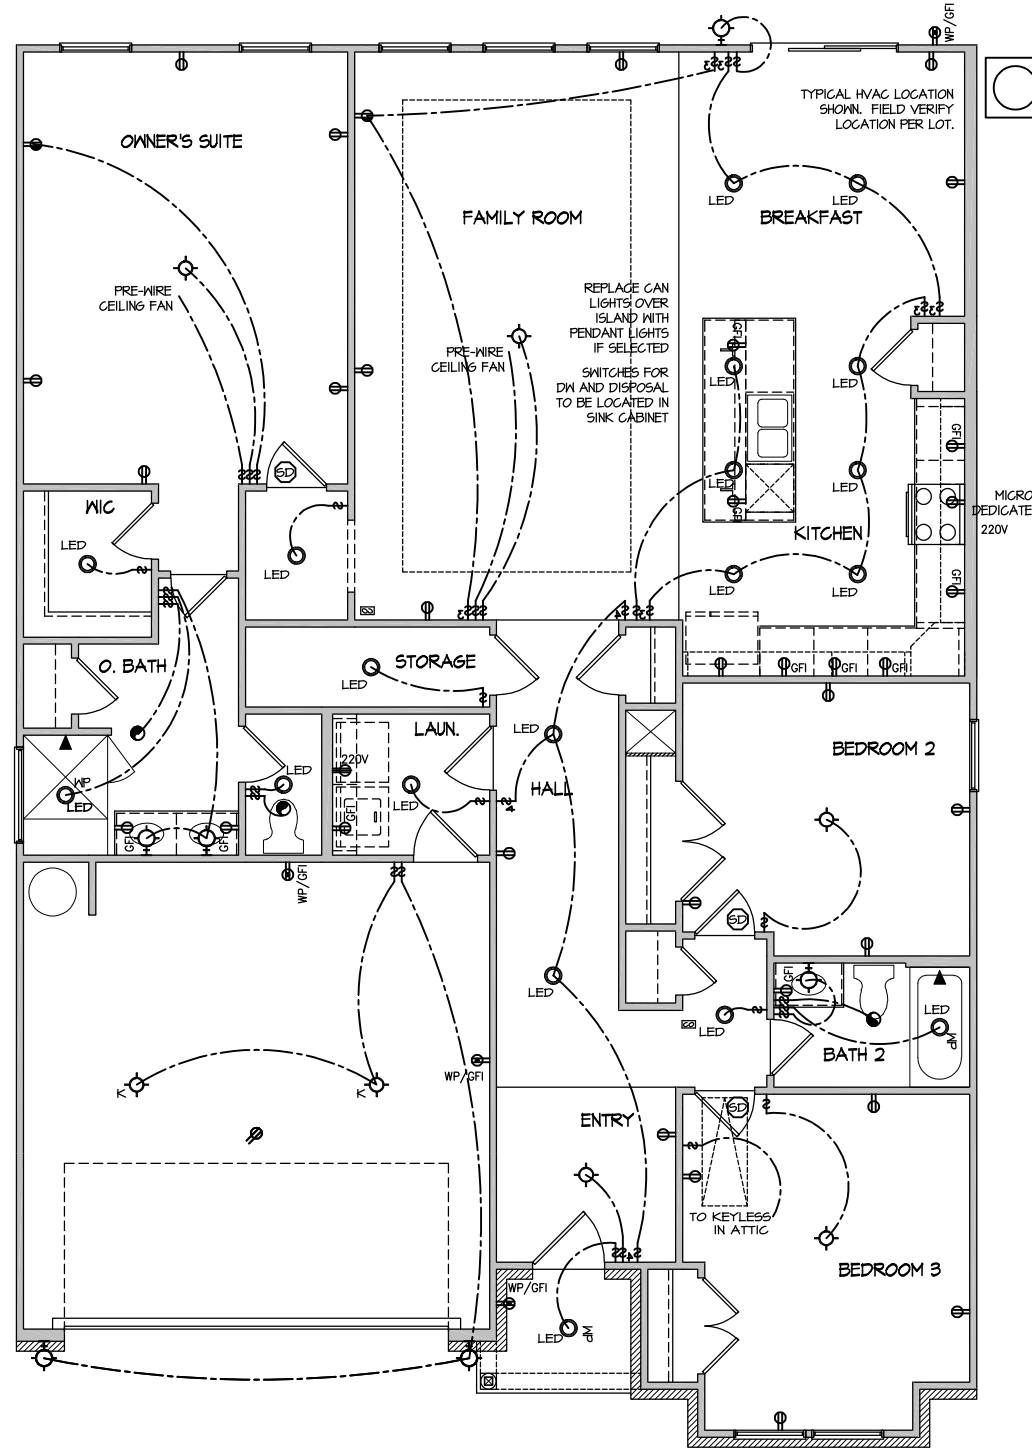 WP/GFI
TYPICAL HVAC LOCATION
SHOWN. FIELD VERIFY
LOCATION PER LOT.
OWNER'S SUITE
LED
LED
FAMILY ROOM
BREAKFAST
PRE-WIRE
CEILING FAN
REPLACE CAN
LIGHTS OVER
ISLAND WITH
PENDANT LIGHTS
IF SELECTED
GFI
PRE-WIRE
CEILING FAN
SWITCHES FOR
DW AND DISPOSAL
TO BE LOCATED IN
SINK CABINET
LED
LED
GFI
SD
LED
LED
WIC
GFI
MICRO
DEDICATE
220V
KITCHEN
LED
LED
LED
LED
GFI
O. BATH
STORAGE
LED
GFI
GFI
GFI
LAUN.
LED
BEDROOM 2
220V
LED
WP
LED
LED
HALL
GFI
GFI
GFI
WP/GFI
SD
GFI
LED
LED
LED
WP
BATH 2
WP/GFI
K
K
SD
ENTRY
TO KEYLESS
IN ATTIC
BEDROOM 3
WP/GFI
LED
WP